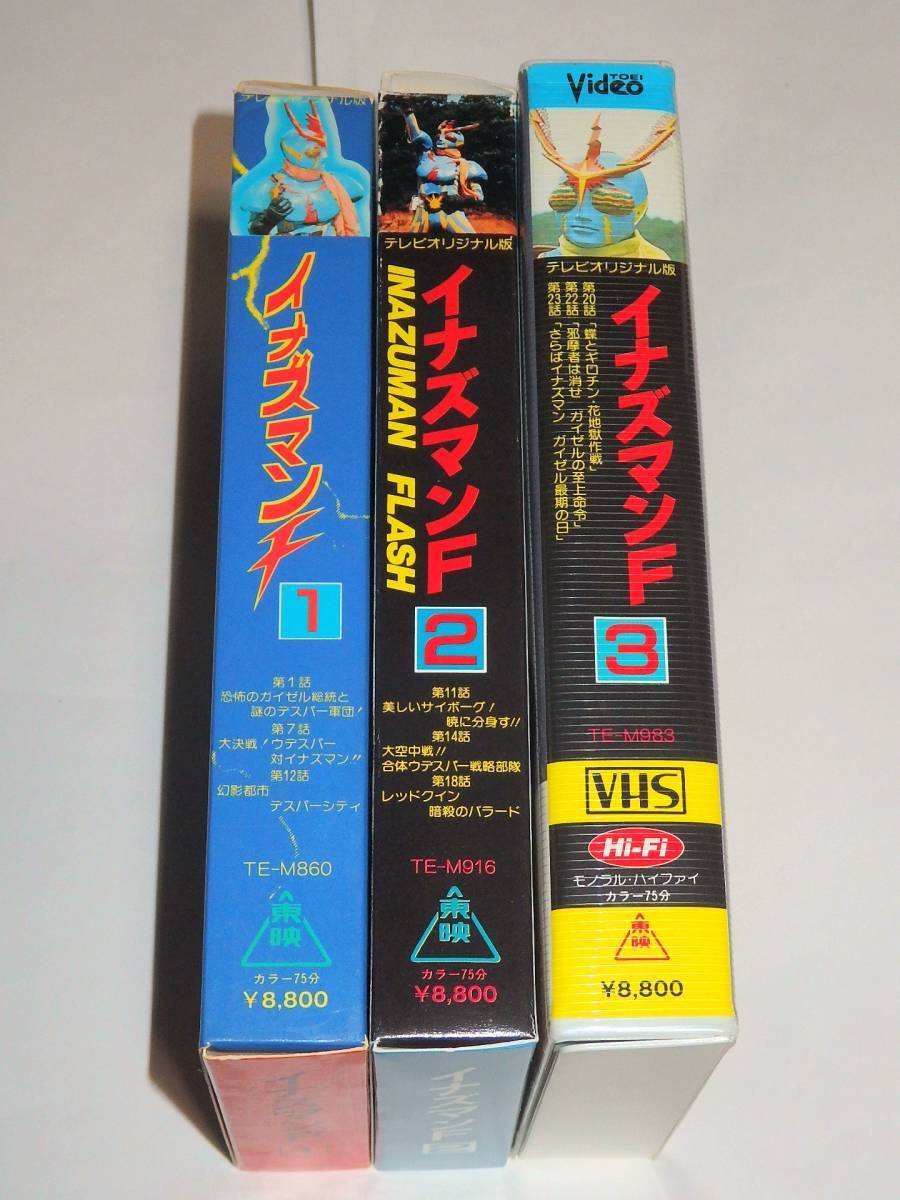 テレビオリジナル版
イナズマンF
1
第1話
恐怖のガイゼル総統と
謎のデスパー軍団!
第7話
大決戦!ウデスパー
対イナズマン!!
第12話
幻影都市
デスパーシティ
TE-M860
東映
カラー75分
¥8,800
テレビオリジナル版
イナズマンF
INAZUMAN FLASH
2
第11話
美しいサイボーグ!
暁に分身す!!
第14話
大空中戦!!
合体ウデスパー戦略部隊
第18話
レッドクイン
暗殺のバラード
TE-M916
東映
カラー75分
¥8,800
イナズマンF
TOEI
Video
テレビオリジナル版
イナズマンF
第20話「蝶とギロチン・花地獄作戦」
第22話「邪摩者は消せ ガイゼルの至上命令」
第23話「さらばイナズマン ガイゼル最期の日」
3
TE-M983
VHS
Hi-Fi
モノラル・ハイファイ
カラー75分
東映
¥8,800